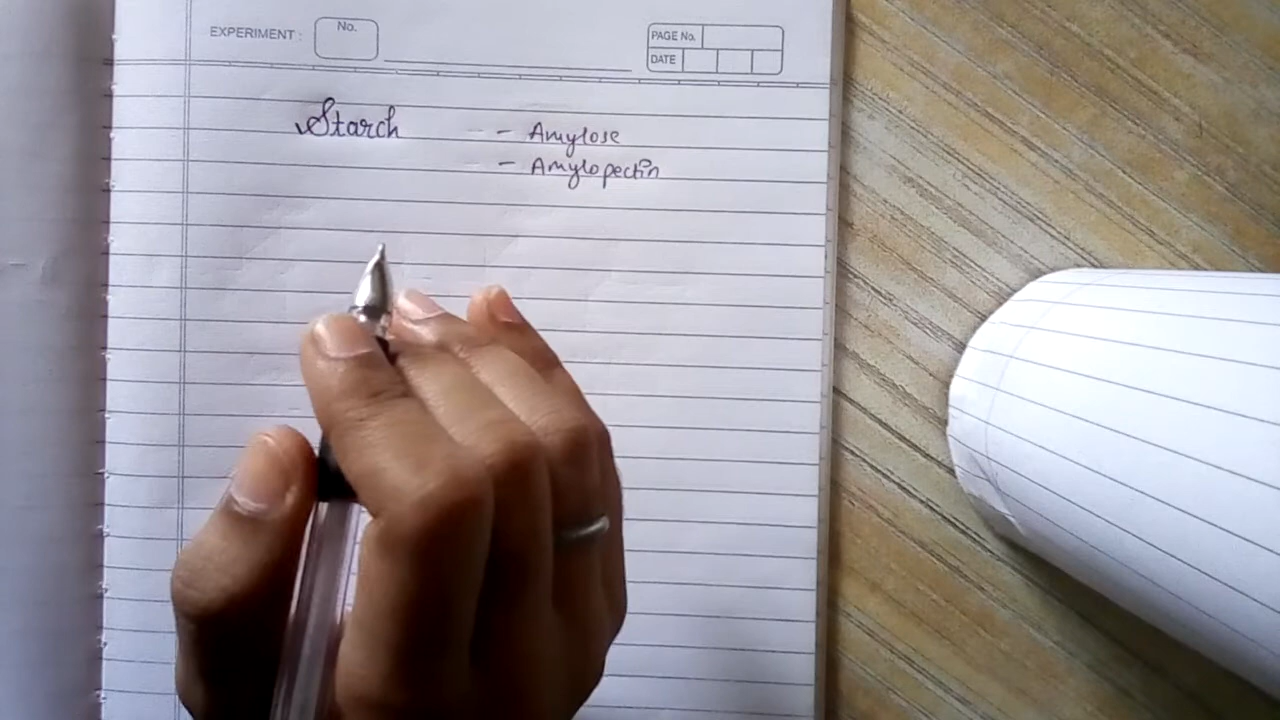 EXPERIMENT : No.
PAGE No.
DATE
Starch - Amylose
- Amylopectin